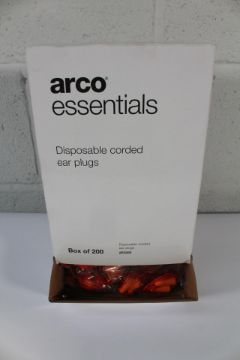 arco®
essentials
Disposable corded
ear plugs
Box of 200
Disposable corded
ear plugs